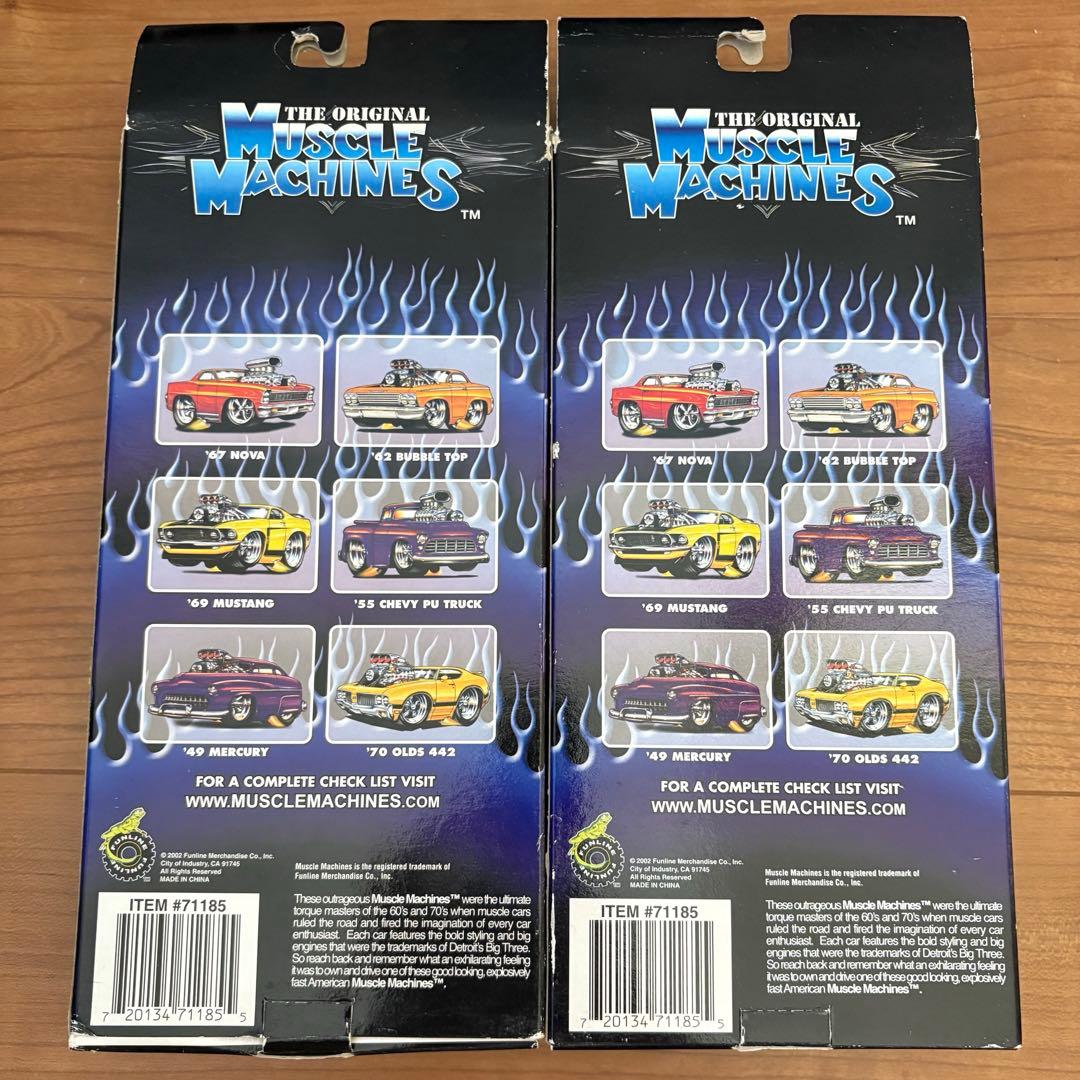 THE ORIGINAL
MUSCLE
MACHINES™
'67 NOVA
'62 BUBBLE TOP
'69 MUSTANG
'55 CHEVY PU TRUCK
'49 MERCURY
'70 OLDS 442
FOR A COMPLETE CHECK LIST VISIT
WWW.MUSCLEMACHINES.COM
FUNLINE FUNLINE
© 2002 Funline Merchandise Co., Inc.
City of Industry, CA 91745
All Rights Reserved
MADE IN CHINA
Muscle Machines is the registered trademark of
Funline Merchandise Co., Inc.
ITEM #71185
7 20134 71185 5
These outrageous Muscle Machines™ were the ultimate
torque masters of the 60's and 70's when muscle cars
ruled the road and fired the imagination of every car
enthusiast. Each car features the bold styling and big
engines that were the trademarks of Detroit's Big Three.
So reach back and remember what an exhilarating feeling
it was to own and drive one of these good looking, explosively
fast American Muscle Machines™.
THE ORIGINAL
MUSCLE
MACHINES™
'67 NOVA
'62 BUBBLE TOP
'69 MUSTANG
'55 CHEVY PU TRUCK
'49 MERCURY
'70 OLDS 442
FOR A COMPLETE CHECK LIST VISIT
WWW.MUSCLEMACHINES.COM
FUNLINE FUNLINE
© 2002 Funline Merchandise Co., Inc.
City of Industry, CA 91745
All Rights Reserved
MADE IN CHINA
Muscle Machines is the registered trademark of
Funline Merchandise Co., Inc.
ITEM #71185
7 20134 71185 5
These outrageous Muscle Machines™ were the ultimate
torque masters of the 60's and 70's when muscle cars
ruled the road and fired the imagination of every car
enthusiast. Each car features the bold styling and big
engines that were the trademarks of Detroit's Big Three.
So reach back and remember what an exhilarating feeling
it was to own and drive one of these good looking, explosively
fast American Muscle Machines™.